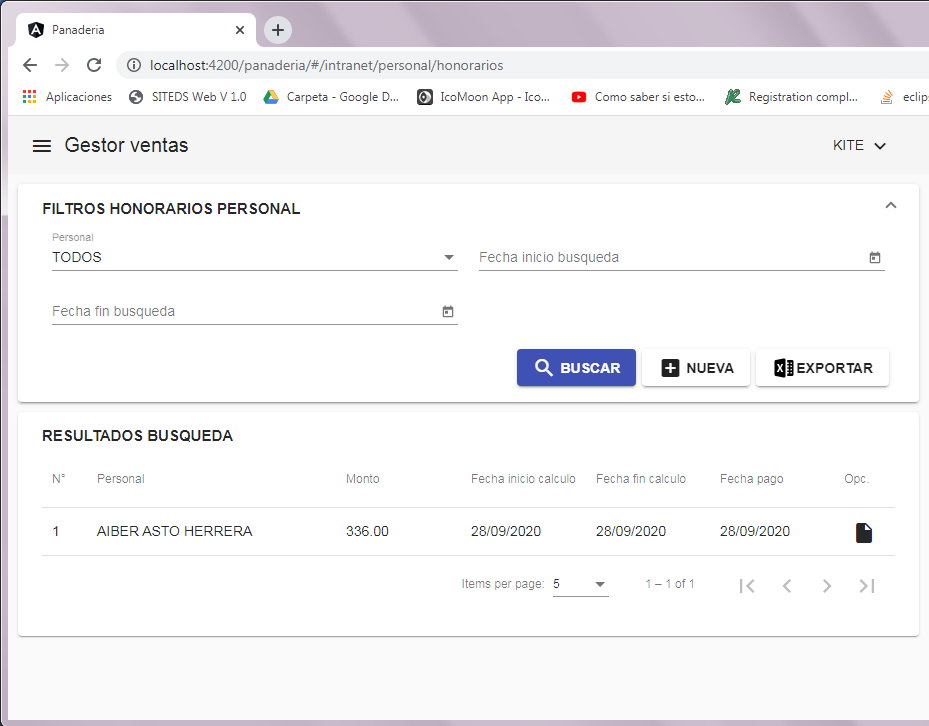 Panaderia
localhost:4200/panaderia/#/intranet/personal/honorarios
Aplicaciones SITEDS Web V 1.0 Carpeta - Google D... IcoMoon App - Ico... Como saber si esto... Registration compl... eclips
Gestor ventas KITE
FILTROS HONORARIOS PERSONAL
Personal
TODOS Fecha inicio busqueda
Fecha fin busqueda
BUSCAR NUEVA EXPORTAR
RESULTADOS BUSQUEDA
N° Personal Monto Fecha inicio calculo Fecha fin calculo Fecha pago Opc.
1 AIBER ASTO HERRERA 336.00 28/09/2020 28/09/2020 28/09/2020
Items per page: 5 1 – 1 of 1